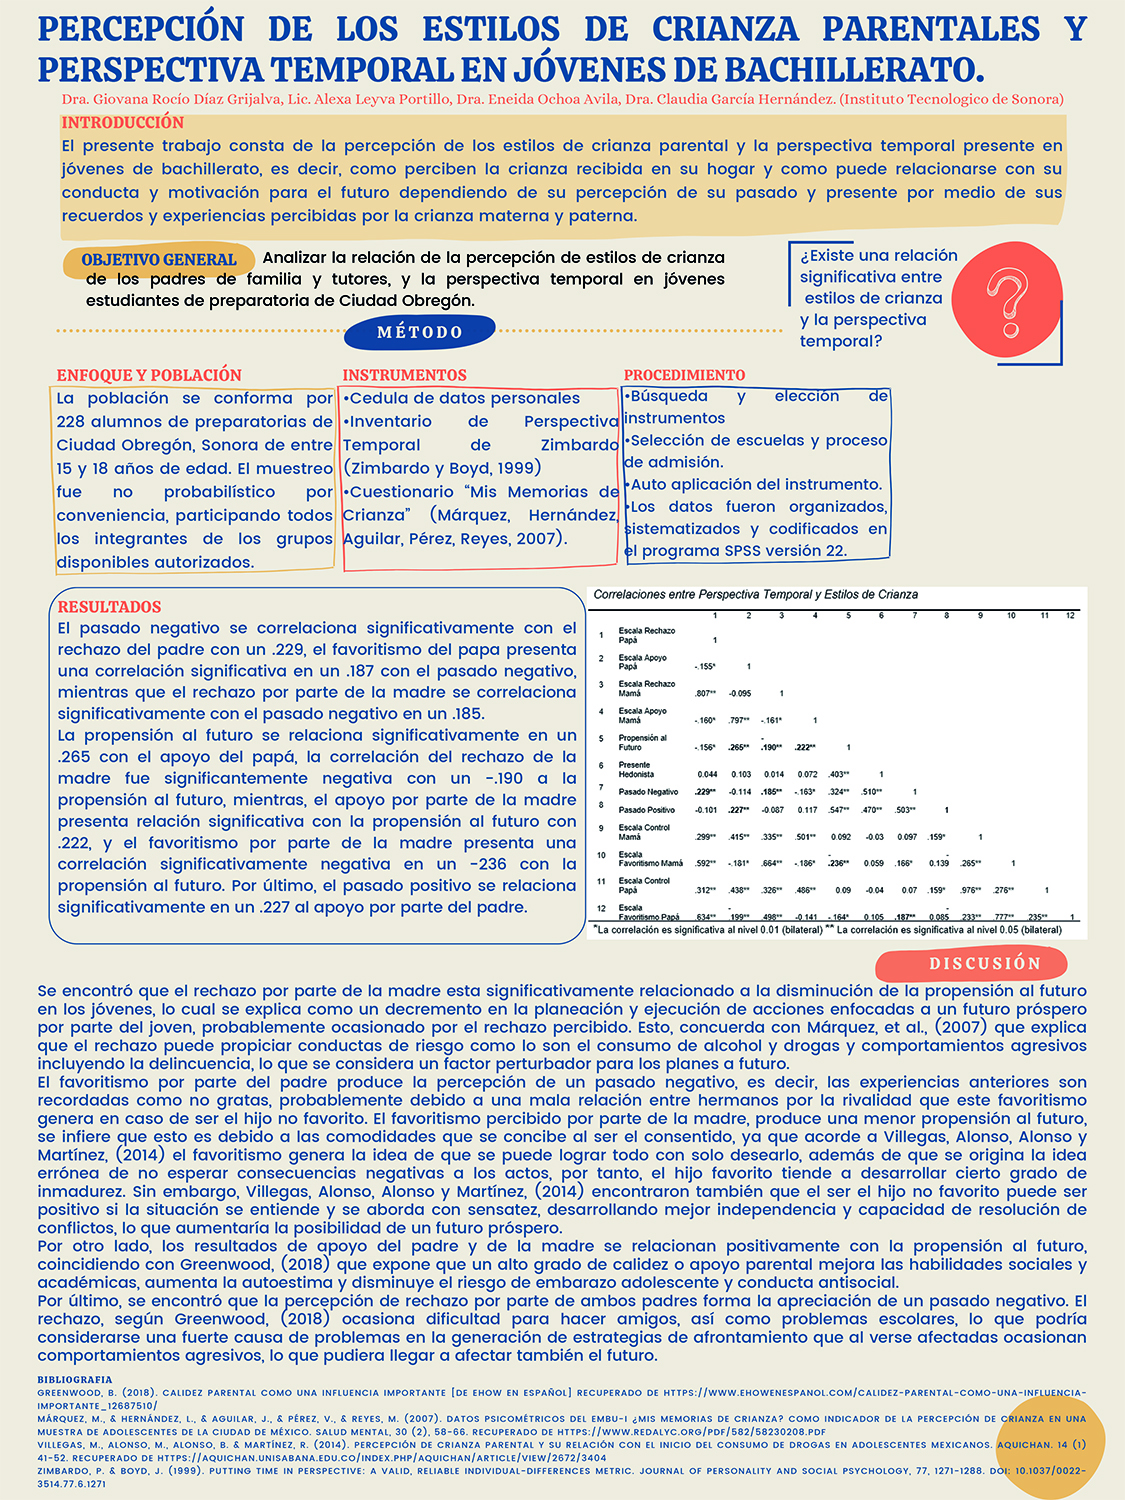 PERCEPCIÓN DE LOS ESTILOS DE CRIANZA PARENTALES Y
PERSPECTIVA TEMPORAL EN JÓVENES DE BACHILLERATO.
Dra. Giovana Rocío Díaz Grijalva, Lic. Alexa Leyva Portillo, Dra. Eneida Ochoa Avila, Dra. Claudia García Hernández. (Instituto Tecnologico de Sonora)
INTRODUCCIÓN
El presente trabajo consta de la percepción de los estilos de crianza parental y la perspectiva temporal presente en
jóvenes de bachillerato, es decir, como perciben la crianza recibida en su hogar y como puede relacionarse con su
conducta y motivación para el futuro dependiendo de su percepción de su pasado y presente por medio de sus
recuerdos y experiencias percibidas por la crianza materna y paterna.
OBJETIVO GENERAL Analizar la relación de la percepción de estilos de crianza
de los padres de familia y tutores, y la perspectiva temporal en jóvenes
estudiantes de preparatoria de Ciudad Obregón.
¿Existe una relación
significativa entre
estilos de crianza
y la perspectiva
temporal?
?
MÉTODO
ENFOQUE Y POBLACIÓN
La población se conforma por
228 alumnos de preparatorias de
Ciudad Obregón, Sonora de entre
15 y 18 años de edad. El muestreo
fue no probabilístico por
conveniencia, participando todos
los integrantes de los grupos
disponibles autorizados.
INSTRUMENTOS
•Cedula de datos personales
•Inventario de Perspectiva
Temporal de Zimbardo
(Zimbardo y Boyd, 1999)
•Cuestionario “Mis Memorias de
Crianza” (Márquez, Hernández,
Aguilar, Pérez, Reyes, 2007).
PROCEDIMIENTO
•Búsqueda y elección de
instrumentos
•Selección de escuelas y proceso
de admisión.
•Auto aplicación del instrumento.
•Los datos fueron organizados,
sistematizados y codificados en
el programa SPSS versión 22.
RESULTADOS
El pasado negativo se correlaciona significativamente con el
rechazo del padre con un .229, el favoritismo del papa presenta
una correlación significativa en un .187 con el pasado negativo,
mientras que el rechazo por parte de la madre se correlaciona
significativamente con el pasado negativo en un .185.
La propensión al futuro se relaciona significativamente en un
.265 con el apoyo del papá, la correlación del rechazo de la
madre fue significantemente negativa con un -.190 a la
propensión al futuro, mientras, el apoyo por parte de la madre
presenta relación significativa con la propensión al futuro con
.222, y el favoritismo por parte de la madre presenta una
correlación significativamente negativa en un -236 con la
propensión al futuro. Por último, el pasado positivo se relaciona
significativamente en un .227 al apoyo por parte del padre.
Correlaciones entre Perspectiva Temporal y Estilos de Crianza
1 2 3 4 5 6 7 8 9 10 11 12
1 Escala Rechazo Papá 1
2 Escala Apoyo Papá -.155* 1
3 Escala Rechazo Mamá .807** -0.095 1
4 Escala Apoyo Mamá -.160* .797** -.161* 1
5 Propensión al Futuro -.156* .265** -.190** .222** 1
6 Presente Hedonista 0.044 0.103 0.014 0.072 .403** 1
7 Pasado Negativo .229** -0.114 .185** -.163* .324** .510** 1
8 Pasado Positivo -0.101 .227** -0.087 0.117 .547** .470** .503** 1
9 Escala Control Mamá .299** .415** .335** .501** 0.092 -0.03 0.097 .159* 1
10 Escala Favoritismo Mamá .592** -.181* .664** -.186* -.236** 0.059 .166* -0.139 .265** 1
11 Escala Control Papá .312** .438** .326** .486** 0.09 -0.04 0.07 .159* .976** .276** 1
12 Escala Favoritismo Papá .634** -.199** .498** -0.141 -.164* 0.105 .187** -0.085 .233** .777** .235** 1
*La correlación es significativa al nivel 0.01 (bilateral) ** La correlación es significativa al nivel 0.05 (bilateral)
DISCUSIÓN
Se encontró que el rechazo por parte de la madre esta significativamente relacionado a la disminución de la propensión al futuro
en los jóvenes, lo cual se explica como un decremento en la planeación y ejecución de acciones enfocadas a un futuro próspero
por parte del joven, probablemente ocasionado por el rechazo percibido. Esto, concuerda con Márquez, et al., (2007) que explica
que el rechazo puede propiciar conductas de riesgo como lo son el consumo de alcohol y drogas y comportamientos agresivos
incluyendo la delincuencia, lo que se considera un factor perturbador para los planes a futuro.
El favoritismo por parte del padre produce la percepción de un pasado negativo, es decir, las experiencias anteriores son
recordadas como no gratas, probablemente debido a una mala relación entre hermanos por la rivalidad que este favoritismo
genera en caso de ser el hijo no favorito. El favoritismo percibido por parte de la madre, produce una menor propensión al futuro,
se infiere que esto es debido a las comodidades que se concibe al ser el consentido, ya que acorde a Villegas, Alonso, Alonso y
Martínez, (2014) el favoritismo genera la idea de que se puede lograr todo con solo desearlo, además de que se origina la idea
errónea de no esperar consecuencias negativas a los actos, por tanto, el hijo favorito tiende a desarrollar cierto grado de
inmadurez. Sin embargo, Villegas, Alonso, Alonso y Martínez, (2014) encontraron también que el ser el hijo no favorito puede ser
positivo si la situación se entiende y se aborda con sensatez, desarrollando mejor independencia y capacidad de resolución de
conflictos, lo que aumentaría la posibilidad de un futuro próspero.
Por otro lado, los resultados de apoyo del padre y de la madre se relacionan positivamente con la propensión al futuro,
coincidiendo con Greenwood, (2018) que expone que un alto grado de calidez o apoyo parental mejora las habilidades sociales y
académicas, aumenta la autoestima y disminuye el riesgo de embarazo adolescente y conducta antisocial.
Por último, se encontró que la percepción de rechazo por parte de ambos padres forma la apreciación de un pasado negativo. El
rechazo, según Greenwood, (2018) ocasiona dificultad para hacer amigos, así como problemas escolares, lo que podría
considerarse una fuerte causa de problemas en la generación de estrategias de afrontamiento que al verse afectadas ocasionan
comportamientos agresivos, lo que pudiera llegar a afectar también el futuro.
BIBLIOGRAFIA
GREENWOOD, B. (2018). CALIDEZ PARENTAL COMO UNA INFLUENCIA IMPORTANTE [DE EHOW EN ESPAÑOL] RECUPERADO DE HTTPS://WWW.EHOWENESPANOL.COM/CALIDEZ-PARENTAL-COMO-UNA-INFLUENCIA-
IMPORTANTE_12687510/
MÁRQUEZ, M., & HERNÁNDEZ, L., & AGUILAR, J., & PÉREZ, V., & REYES, M. (2007). DATOS PSICOMÉTRICOS DEL EMBU-I ¿MIS MEMORIAS DE CRIANZA? COMO INDICADOR DE LA PERCEPCIÓN DE CRIANZA EN UNA
MUESTRA DE ADOLESCENTES DE LA CIUDAD DE MÉXICO. SALUD MENTAL, 30 (2), 58-66. RECUPERADO DE HTTPS://WWW.REDALYC.ORG/PDF/582/58230208.PDF
VILLEGAS, M., ALONSO, M., ALONSO, B. & MARTÍNEZ, R. (2014). PERCEPCIÓN DE CRIANZA PARENTAL Y SU RELACIÓN CON EL INICIO DEL CONSUMO DE DROGAS EN ADOLESCENTES MEXICANOS. AQUICHAN. 14 (1)
41-52. RECUPERADO DE HTTPS://AQUICHAN.UNISABANA.EDU.CO/INDEX.PHP/AQUICHAN/ARTICLE/VIEW/2672/3404
ZIMBARDO, P. & BOYD, J. (1999). PUTTING TIME IN PERSPECTIVE: A VALID, RELIABLE INDIVIDUAL-DIFFERENCES METRIC. JOURNAL OF PERSONALITY AND SOCIAL PSYCHOLOGY, 77, 1271-1288. DOI: 10.1037/0022-
3514.77.6.1271